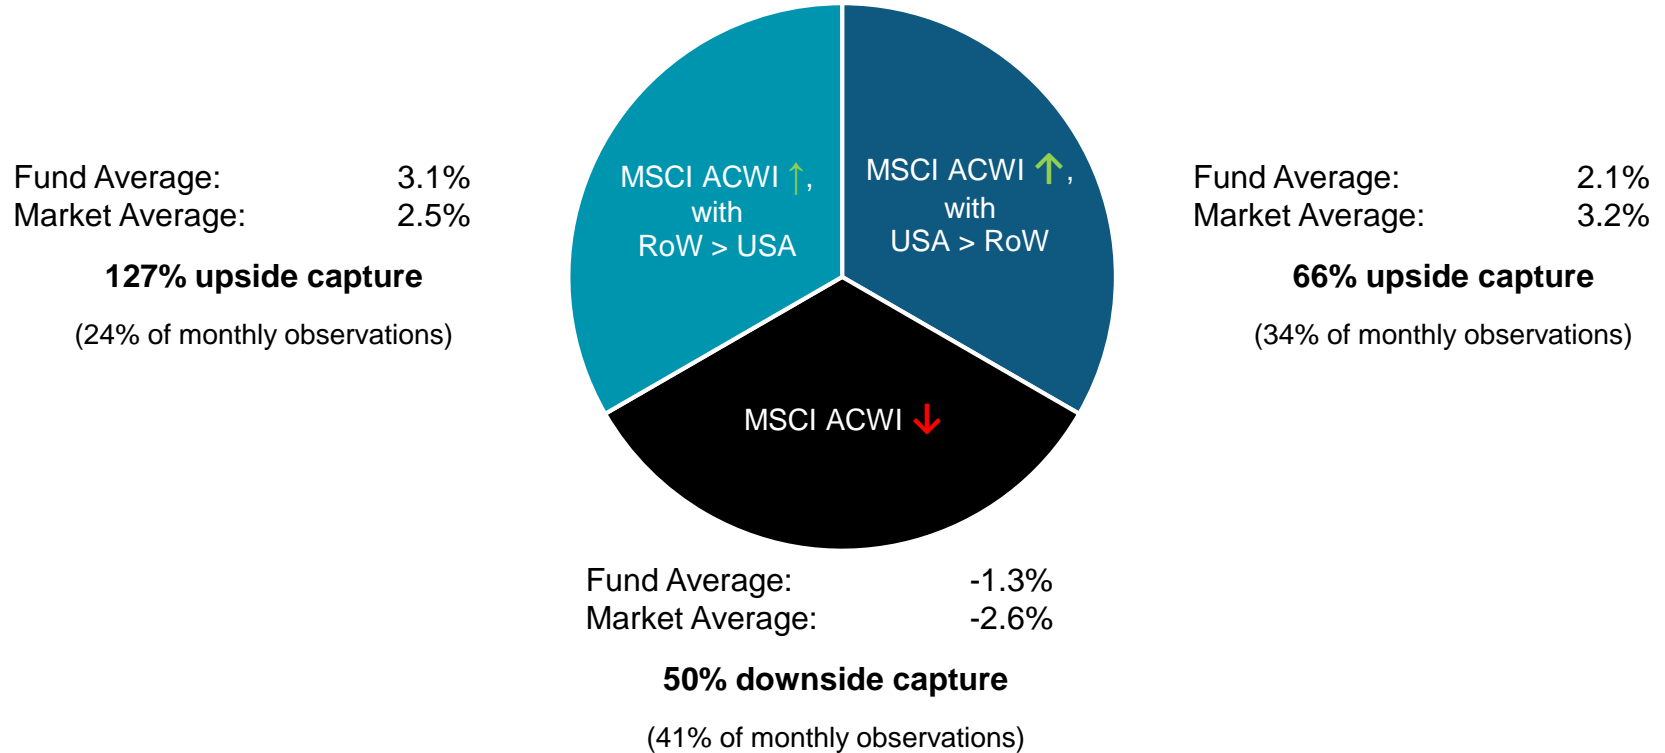 MSCI ACWI ↑,
with
RoW > USA
MSCI ACWI ↑,
with
USA > RoW
MSCI ACWI ↓
Fund Average: 3.1%
Market Average: 2.5%
127% upside capture
(24% of monthly observations)
Fund Average: 2.1%
Market Average: 3.2%
66% upside capture
(34% of monthly observations)
Fund Average: -1.3%
Market Average: -2.6%
50% downside capture
(41% of monthly observations)